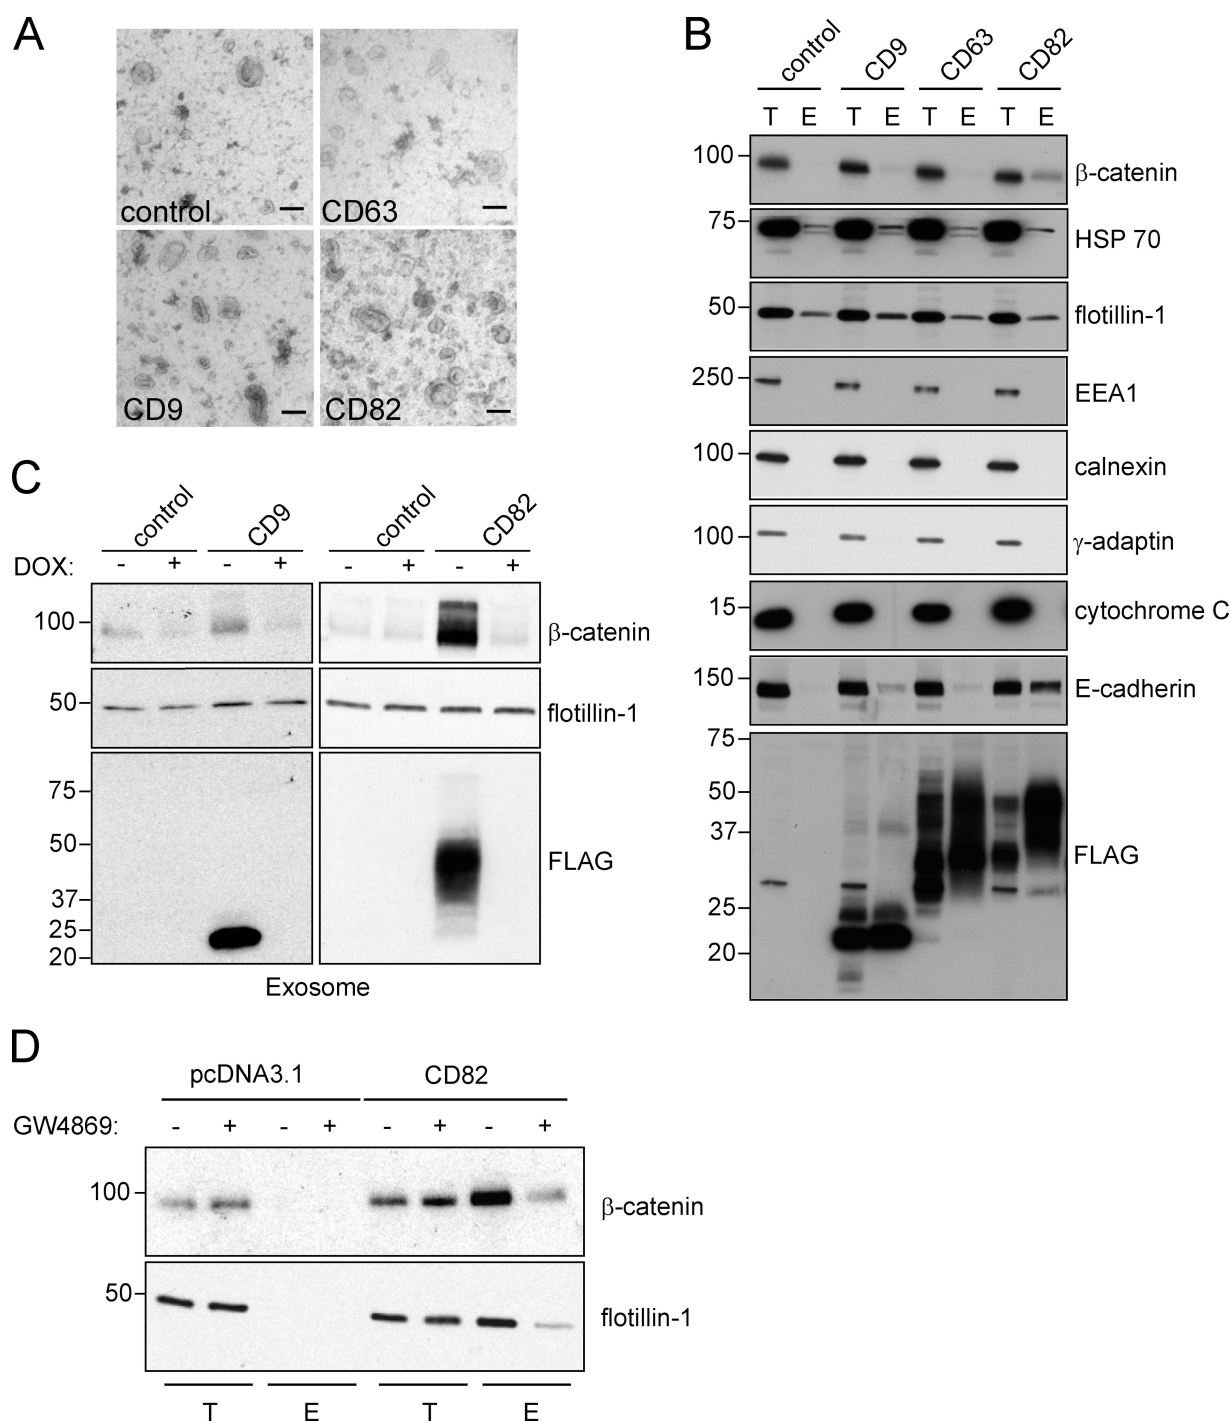 A
control
CD63
CD9
CD82
B
control CD9 CD63 CD82
T E T E T E T E
100 β-catenin
75 HSP 70
50 flotillin-1
250 EEA1
100 calnexin
100 γ-adaptin
15 cytochrome C
150 E-cadherin
75
50
37
FLAG
25
20
C
control CD9 control CD82
DOX: - + - + - + - +
100 β-catenin
50 flotillin-1
75
50
FLAG
37
25
20
Exosome
D
pcDNA3.1 CD82
GW4869: - + - + - + - +
100 β-catenin
50 flotillin-1
T E T E